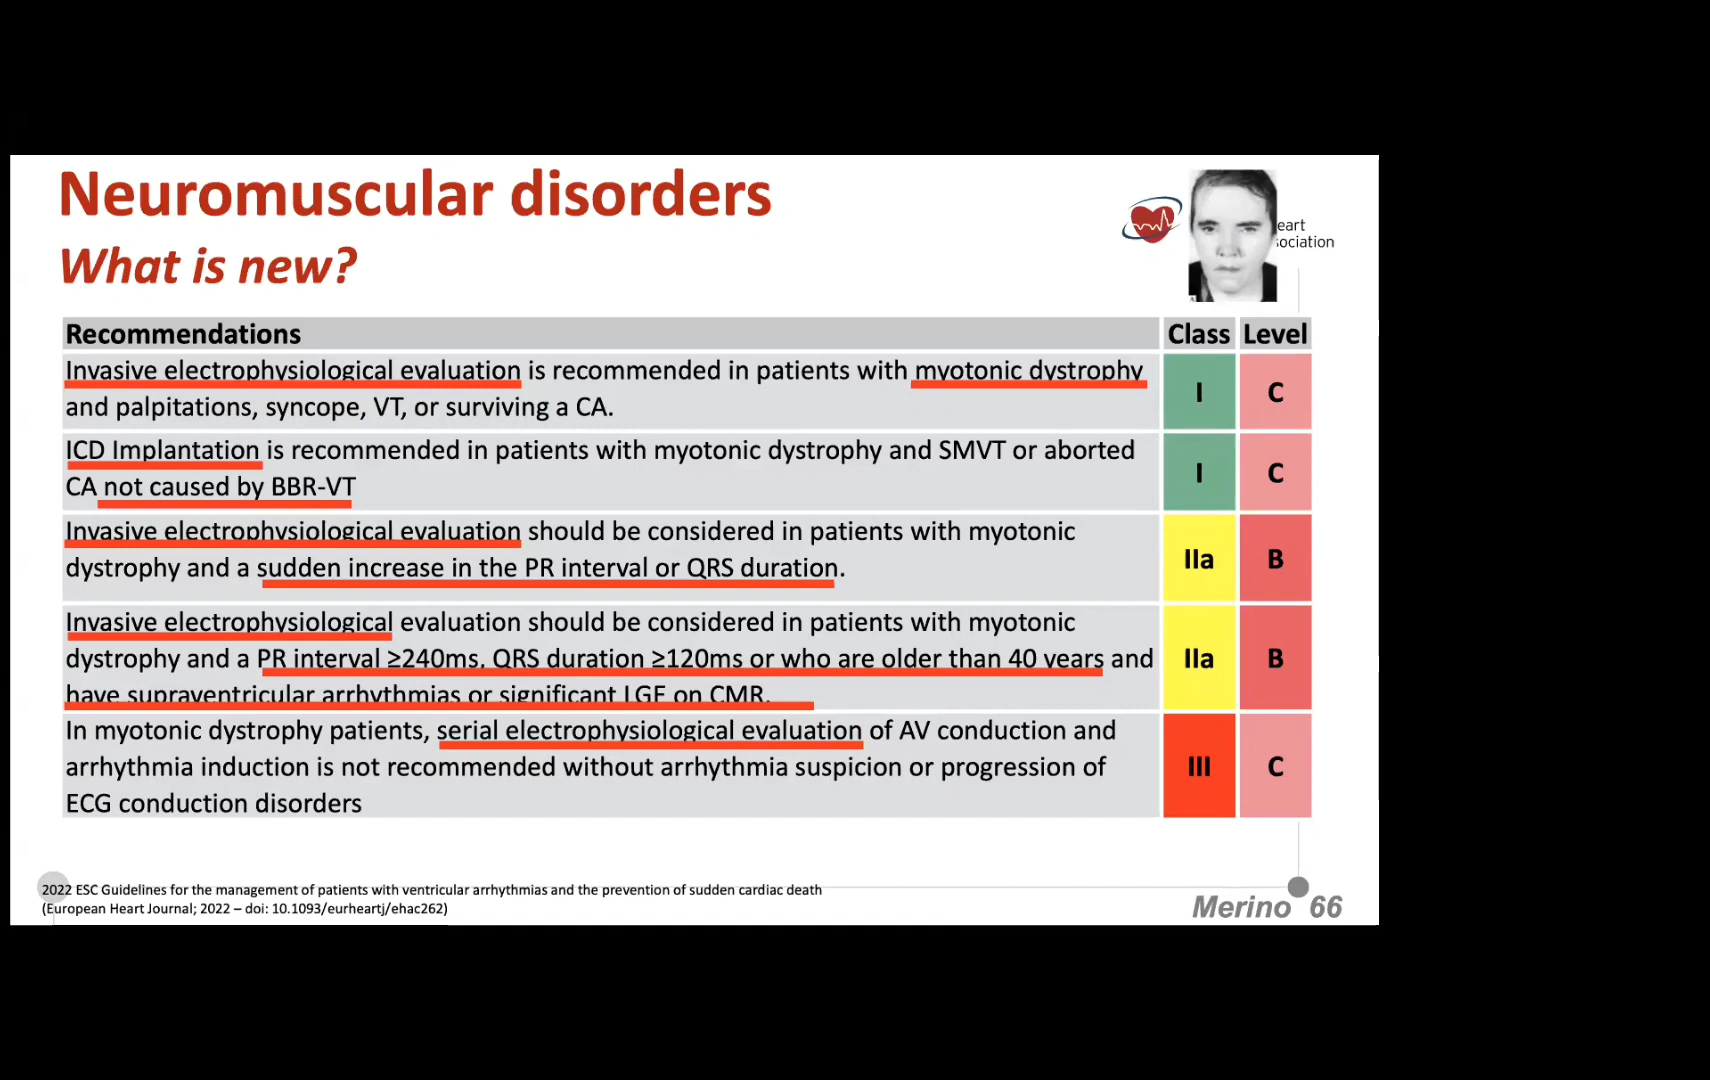 Neuromuscular disorders
What is new?
eart
ociation
Recommendations Class Level
Invasive electrophysiological evaluation is recommended in patients with myotonic dystrophy
and palpitations, syncope, VT, or surviving a CA.
I C
ICD Implantation is recommended in patients with myotonic dystrophy and SMVT or aborted
CA not caused by BBR-VT
I C
Invasive electrophysiological evaluation should be considered in patients with myotonic
dystrophy and a sudden increase in the PR interval or QRS duration.
IIa B
Invasive electrophysiological evaluation should be considered in patients with myotonic
dystrophy and a PR interval ≥240ms, QRS duration ≥120ms or who are older than 40 years and
have supraventricular arrhythmias or significant LGE on CMR.
IIa B
In myotonic dystrophy patients, serial electrophysiological evaluation of AV conduction and
arrhythmia induction is not recommended without arrhythmia suspicion or progression of
ECG conduction disorders
III C
2022 ESC Guidelines for the management of patients with ventricular arrhythmias and the prevention of sudden cardiac death
(European Heart Journal; 2022 – doi: 10.1093/eurheartj/ehac262)
Merino 66